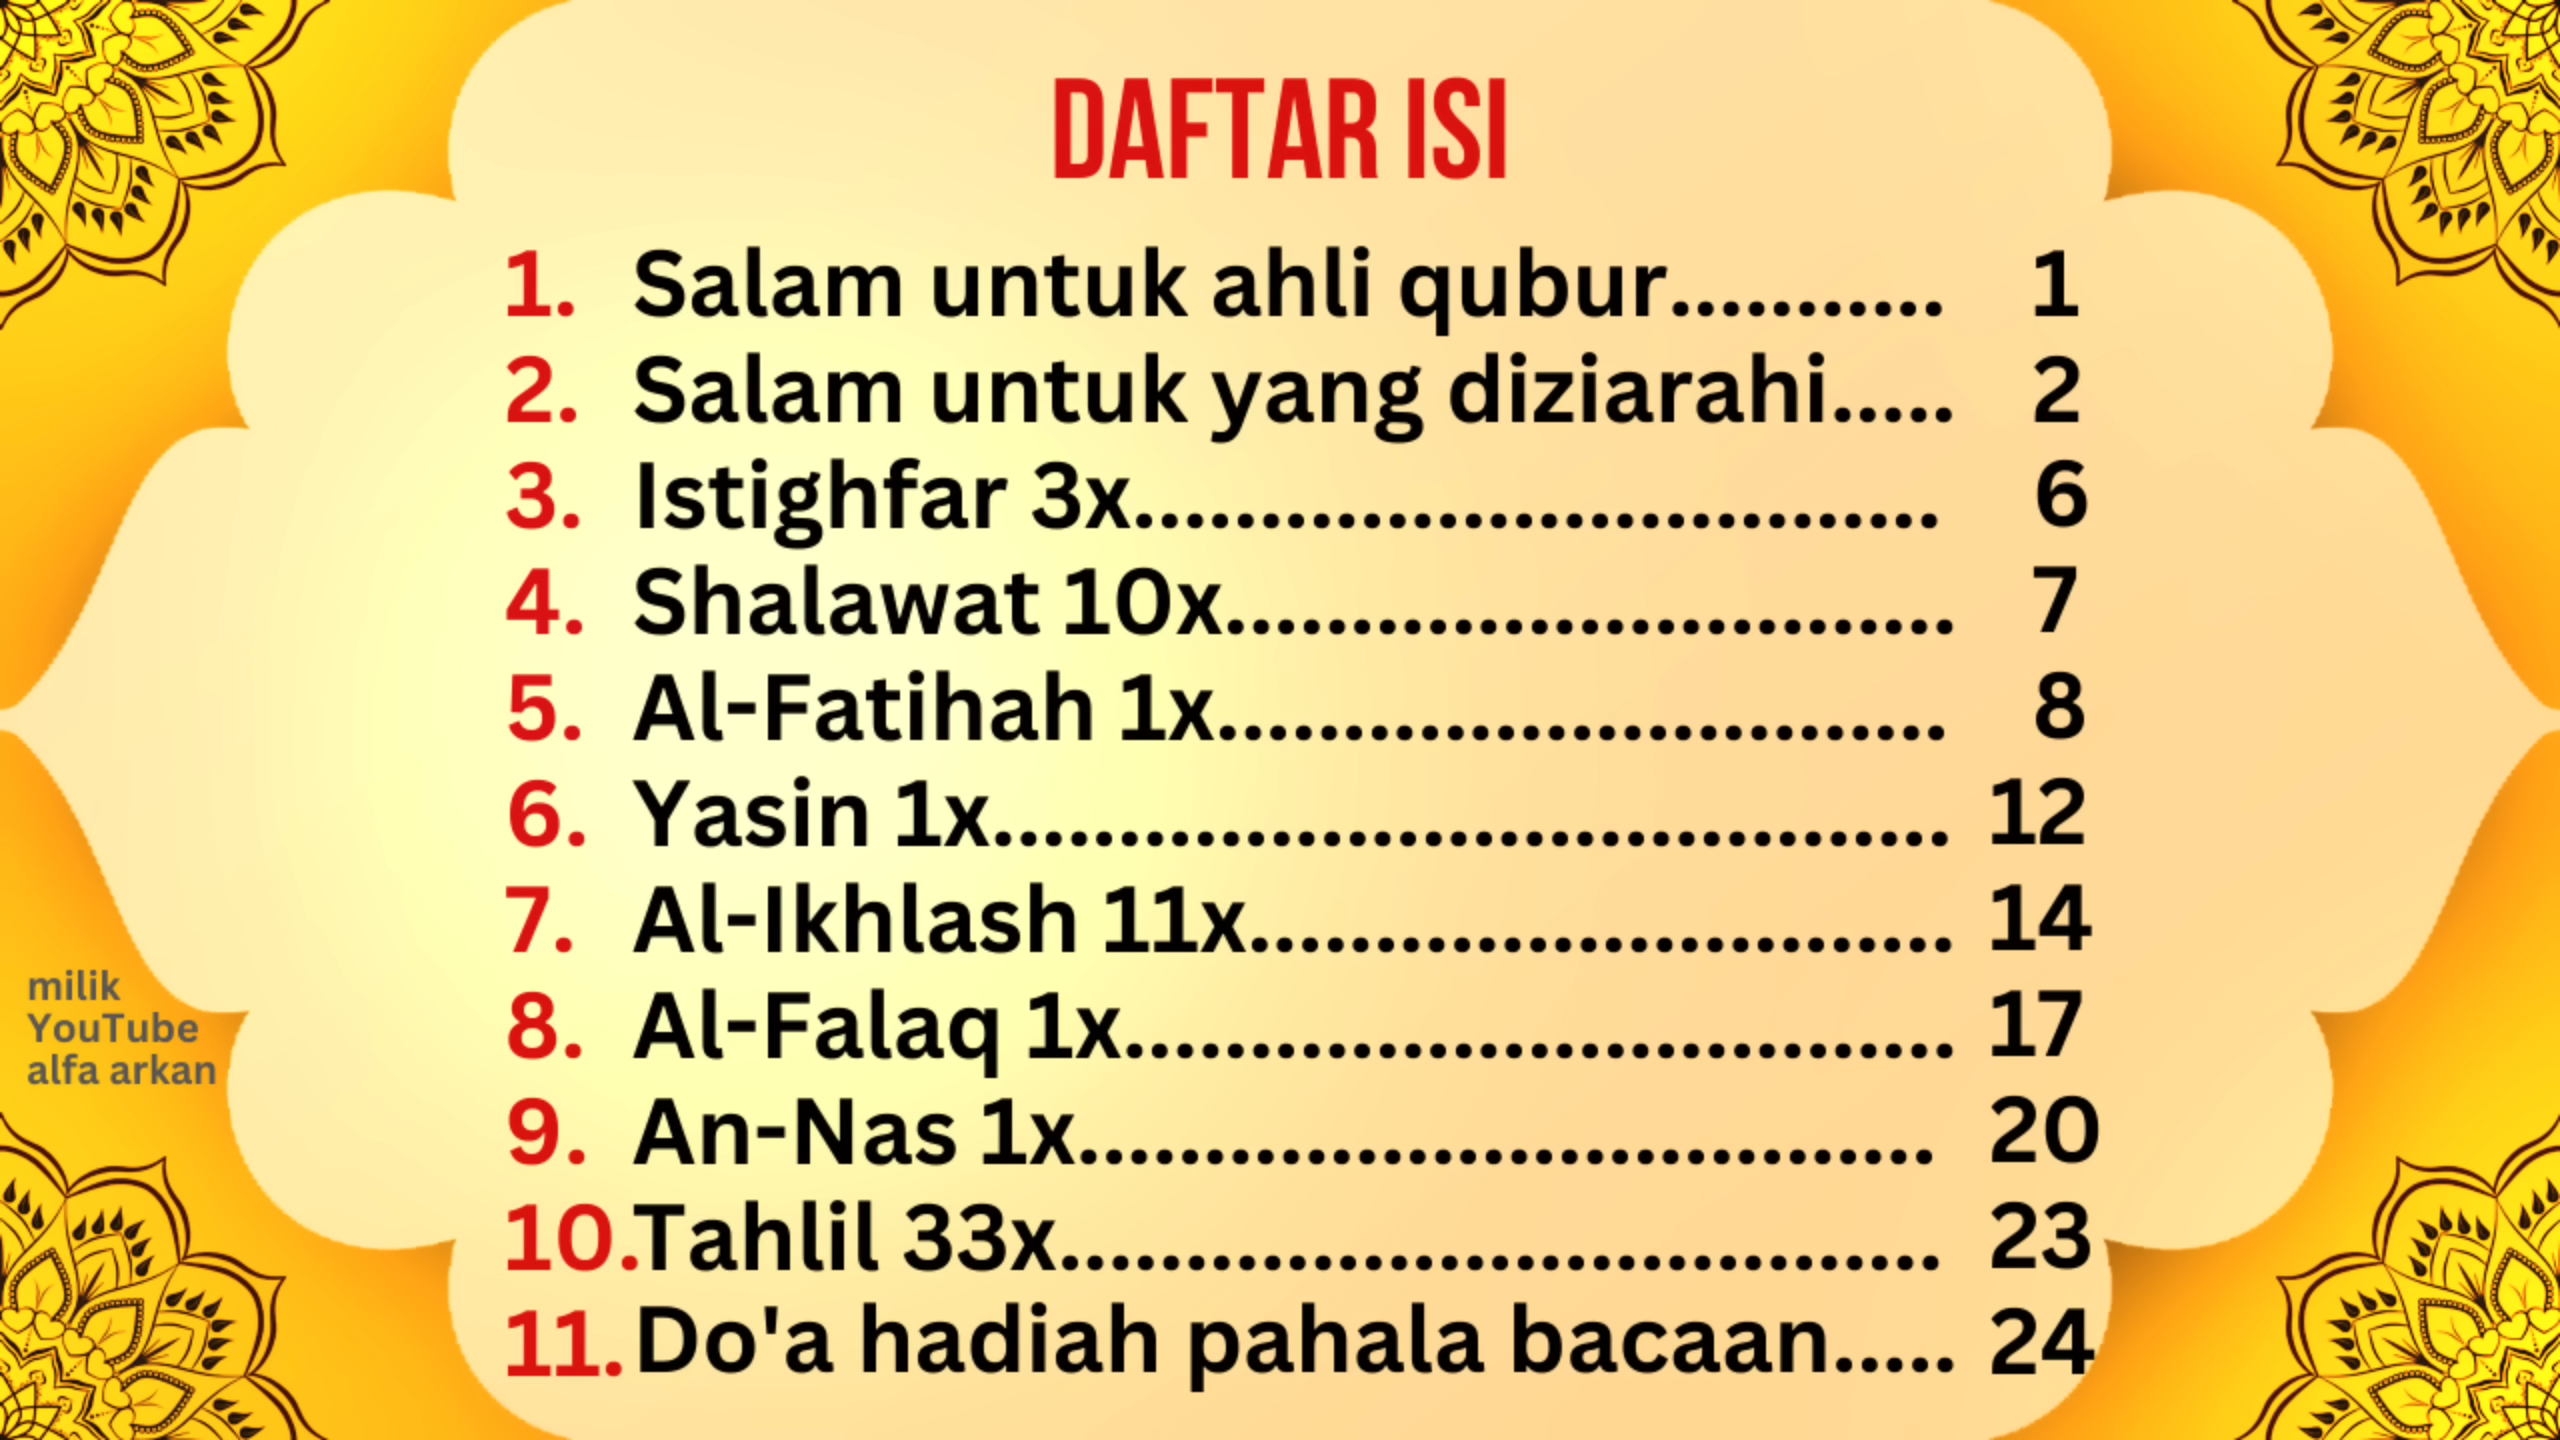 DAFTAR ISI
1. Salam untuk ahli qubur........... 1
2. Salam untuk yang diziarahi..... 2
3. Istighfar 3x................................ 6
4. Shalawat 10x............................. 7
5. Al-Fatihah 1x............................. 8
6. Yasin 1x...................................... 12
7. Al-Ikhlash 11x............................ 14
8. Al-Falaq 1x................................. 17
9. An-Nas 1x.................................. 20
10.Tahlil 33x................................... 23
11.Do'a hadiah pahala bacaan..... 24
milik
YouTube
alfa arkan